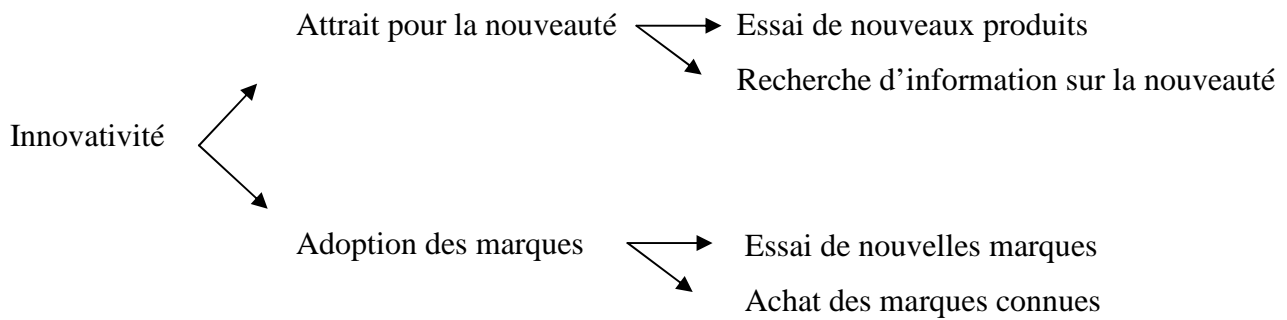 Attrait pour la nouveauté
Essai de nouveaux produits
Recherche d’information sur la nouveauté
Innovativité
Adoption des marques
Essai de nouvelles marques
Achat des marques connues